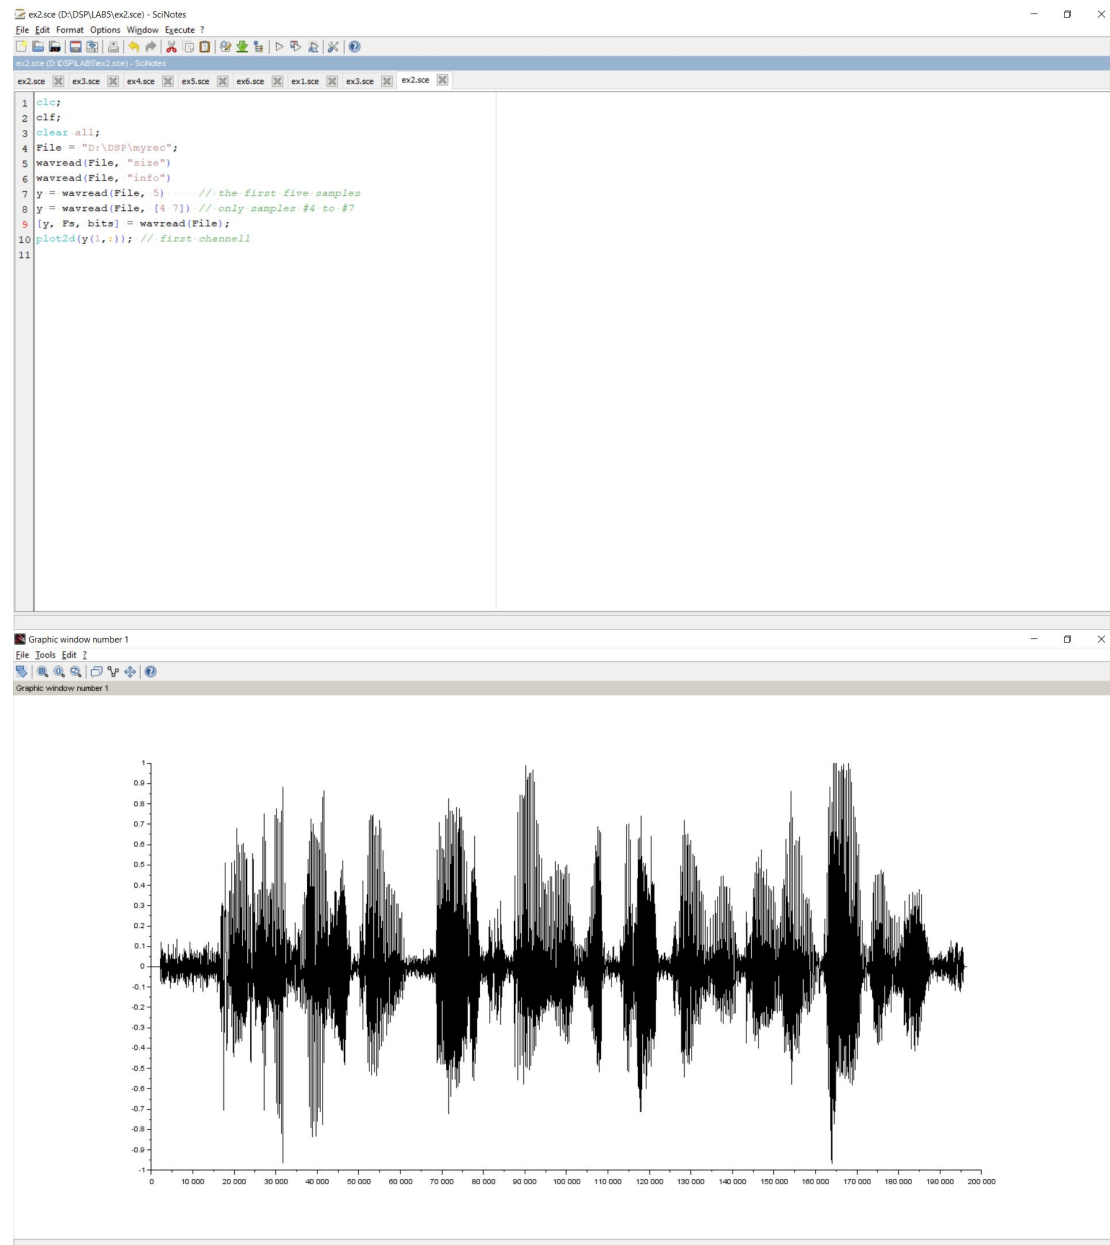 ex2.sce (D:\DSP\LAB5\ex2.sce) - SciNotes
File Edit Format Options Window Execute ?
ex2.sce (D:\DSP\LAB5\ex2.sce) - SciNotes
ex2.sce ex3.sce ex4.sce ex5.sce ex6.sce ex1.sce ex3.sce ex2.sce
1 clc;
2 clf;
3 clear all;
4 File = "D:\DSP\myrec";
5 wavread(File, "size")
6 wavread(File, "info")
7 y = wavread(File, 5) // the first five samples
8 y = wavread(File, [4 7]) // only samples #4 to #7
9 [y, Fs, bits] = wavread(File);
10 plot2d(y(1,:)); // first channell
11
Graphic window number 1
File Tools Edit ?
Graphic window number 1
1
0.9
0.8
0.7
0.6
0.5
0.4
0.3
0.2
0.1
0
-0.1
-0.2
-0.3
-0.4
-0.5
-0.6
-0.7
-0.8
-0.9
-1
0 10 000 20 000 30 000 40 000 50 000 60 000 70 000 80 000 90 000 100 000 110 000 120 000 130 000 140 000 150 000 160 000 170 000 180 000 190 000 200 000